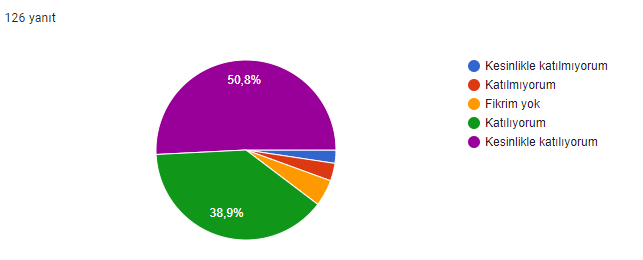 126 yanıt
50,8%
38,9%
Kesinlikle katılmıyorum
Katılmıyorum
Fikrim yok
Katılıyorum
Kesinlikle katılıyorum